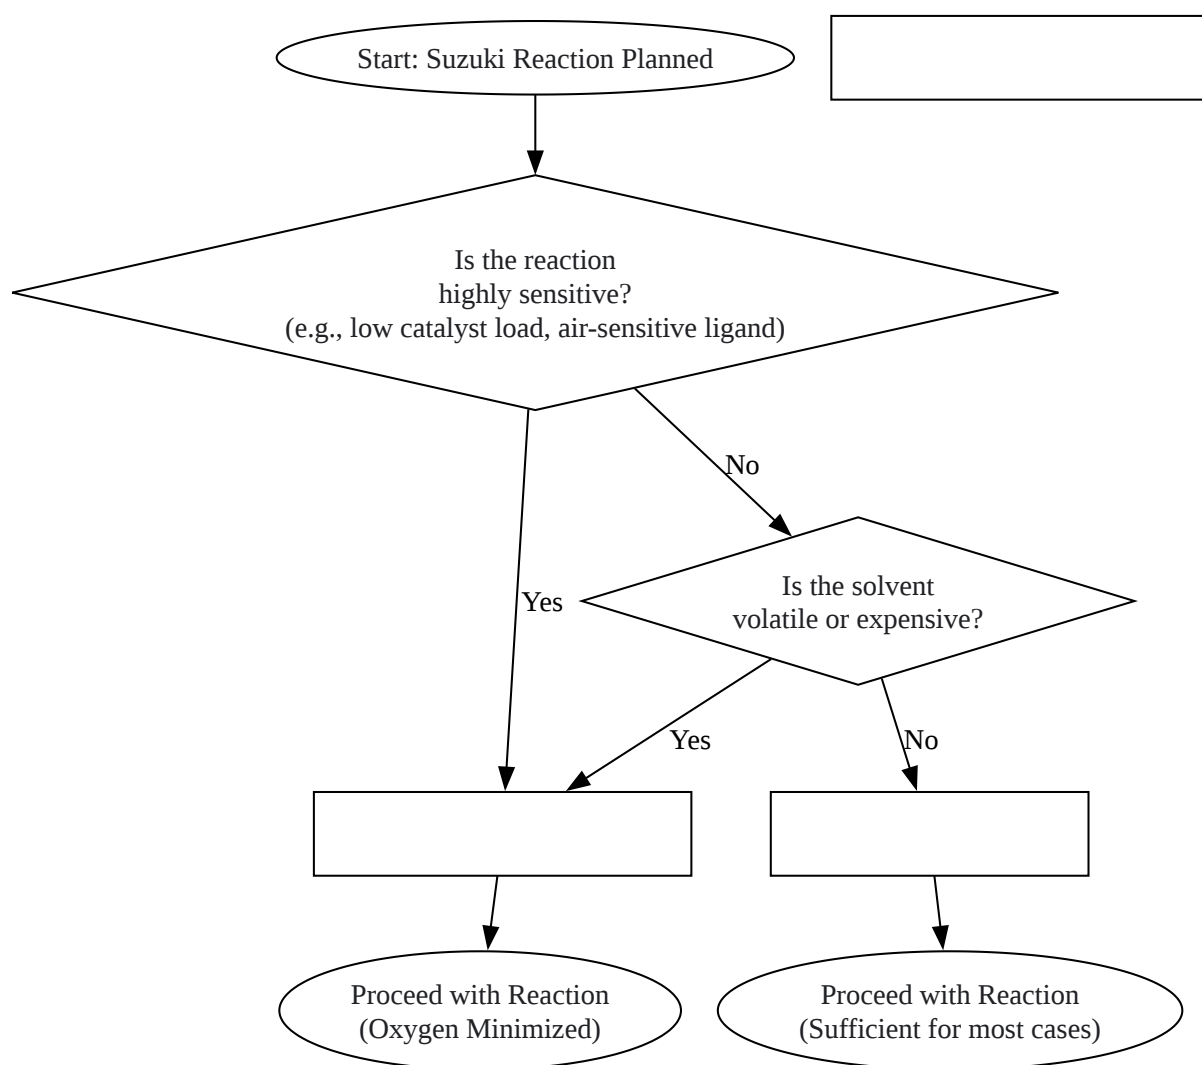 Start: Suzuki Reaction Planned
Is the reaction
highly sensitive?
(e.g., low catalyst load, air-sensitive ligand)
No
Is the solvent
volatile or expensive?
Yes
Yes
No
Proceed with Reaction
(Oxygen Minimized)
Proceed with Reaction
(Sufficient for most cases)